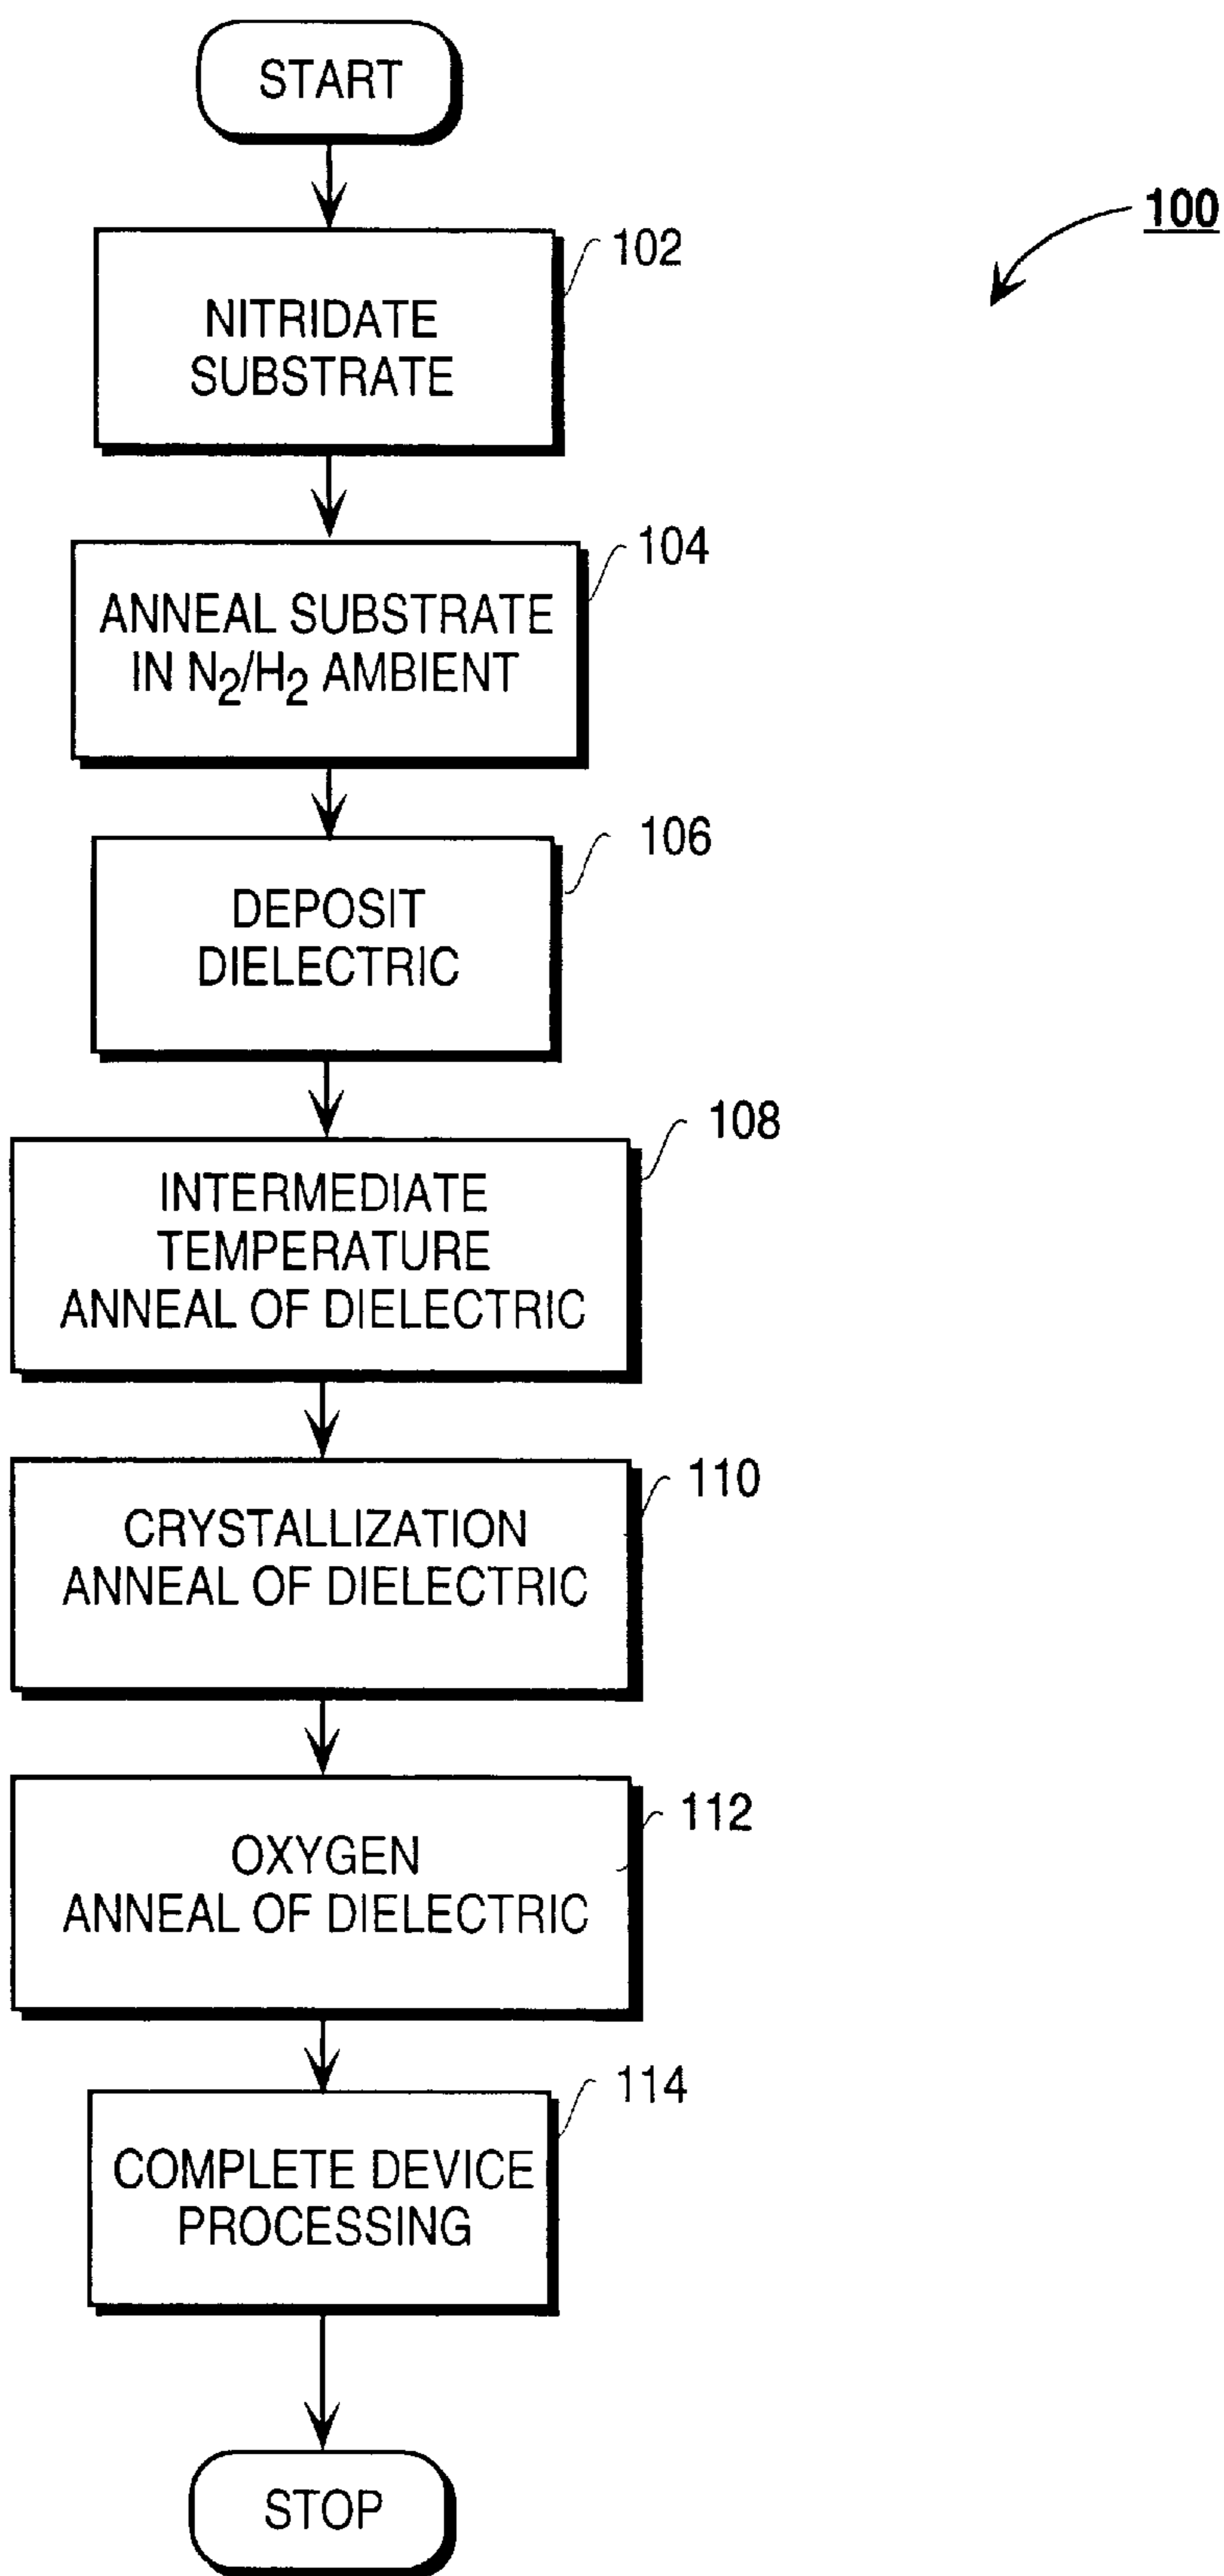 START
100
102
NITRIDATE
SUBSTRATE
104
ANNEAL SUBSTRATE
IN N₂/H₂ AMBIENT
106
DEPOSIT
DIELECTRIC
108
INTERMEDIATE
TEMPERATURE
ANNEAL OF DIELECTRIC
110
CRYSTALLIZATION
ANNEAL OF DIELECTRIC
112
OXYGEN
ANNEAL OF DIELECTRIC
114
COMPLETE DEVICE
PROCESSING
STOP